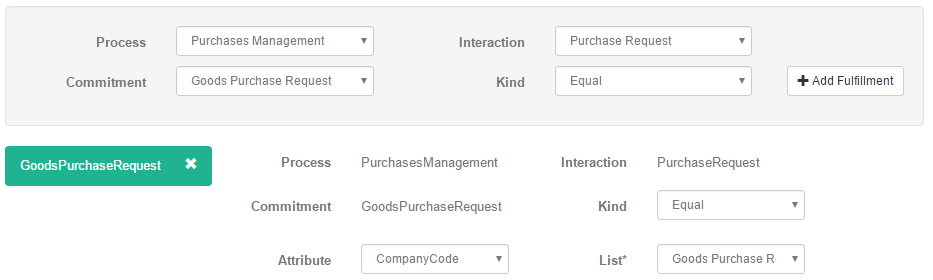 Process Purchases Management Interaction Purchase Request
Commitment Goods Purchase Request Kind Equal Add Fulfillment
GoodsPurchaseRequest Process PurchasesManagement Interaction PurchaseRequest
Commitment GoodsPurchaseRequest Kind Equal
Attribute CompanyCode List* Goods Purchase R